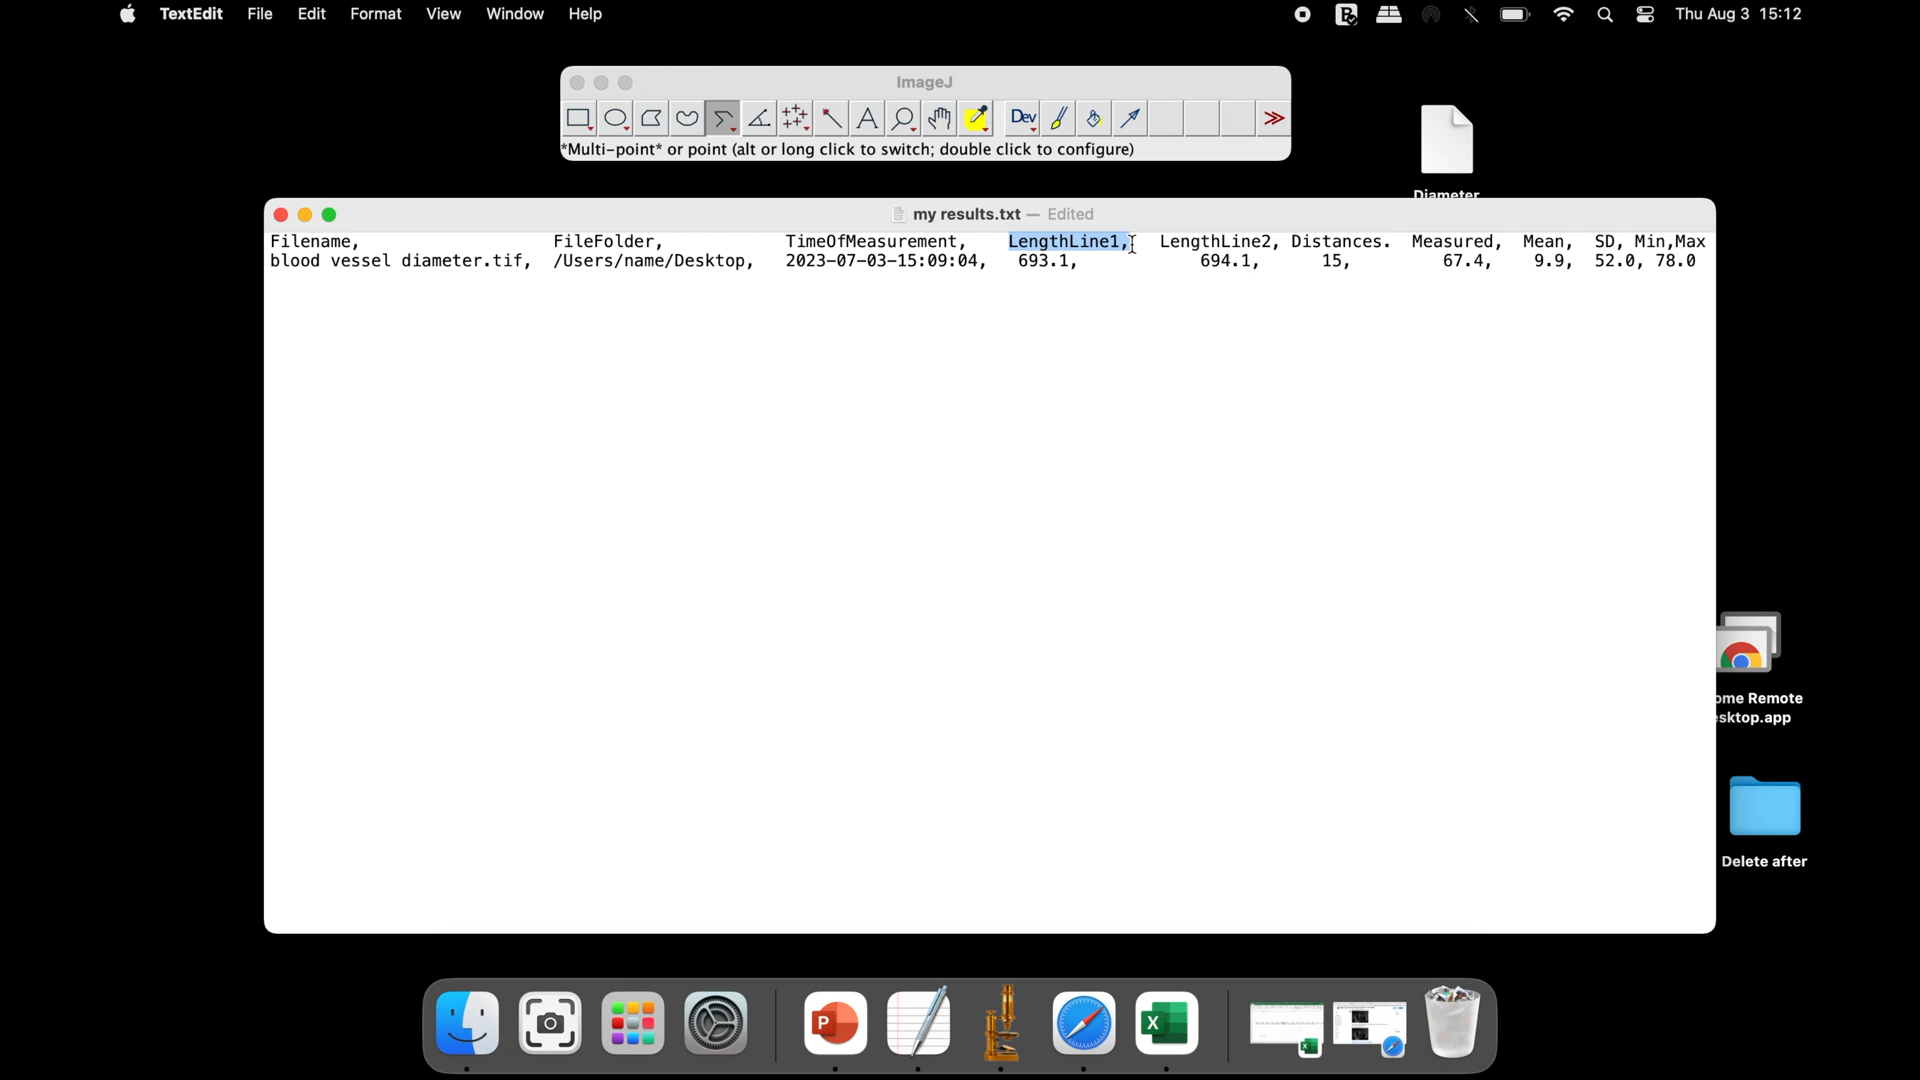 TextEdit File Edit Format View Window Help Thu Aug 3 15:12
ImageJ
Dev
*Multi-point* or point (alt or long click to switch; double click to configure)
Diameter
my results.txt — Edited
Filename, FileFolder, TimeOfMeasurement, LengthLine1, LengthLine2, Distances. Measured, Mean, SD, Min,Max
blood vessel diameter.tif, /Users/name/Desktop, 2023-07-03-15:09:04, 693.1, 694.1, 15, 67.4, 9.9, 52.0, 78.0
ome Remote
sktop.app
Delete after